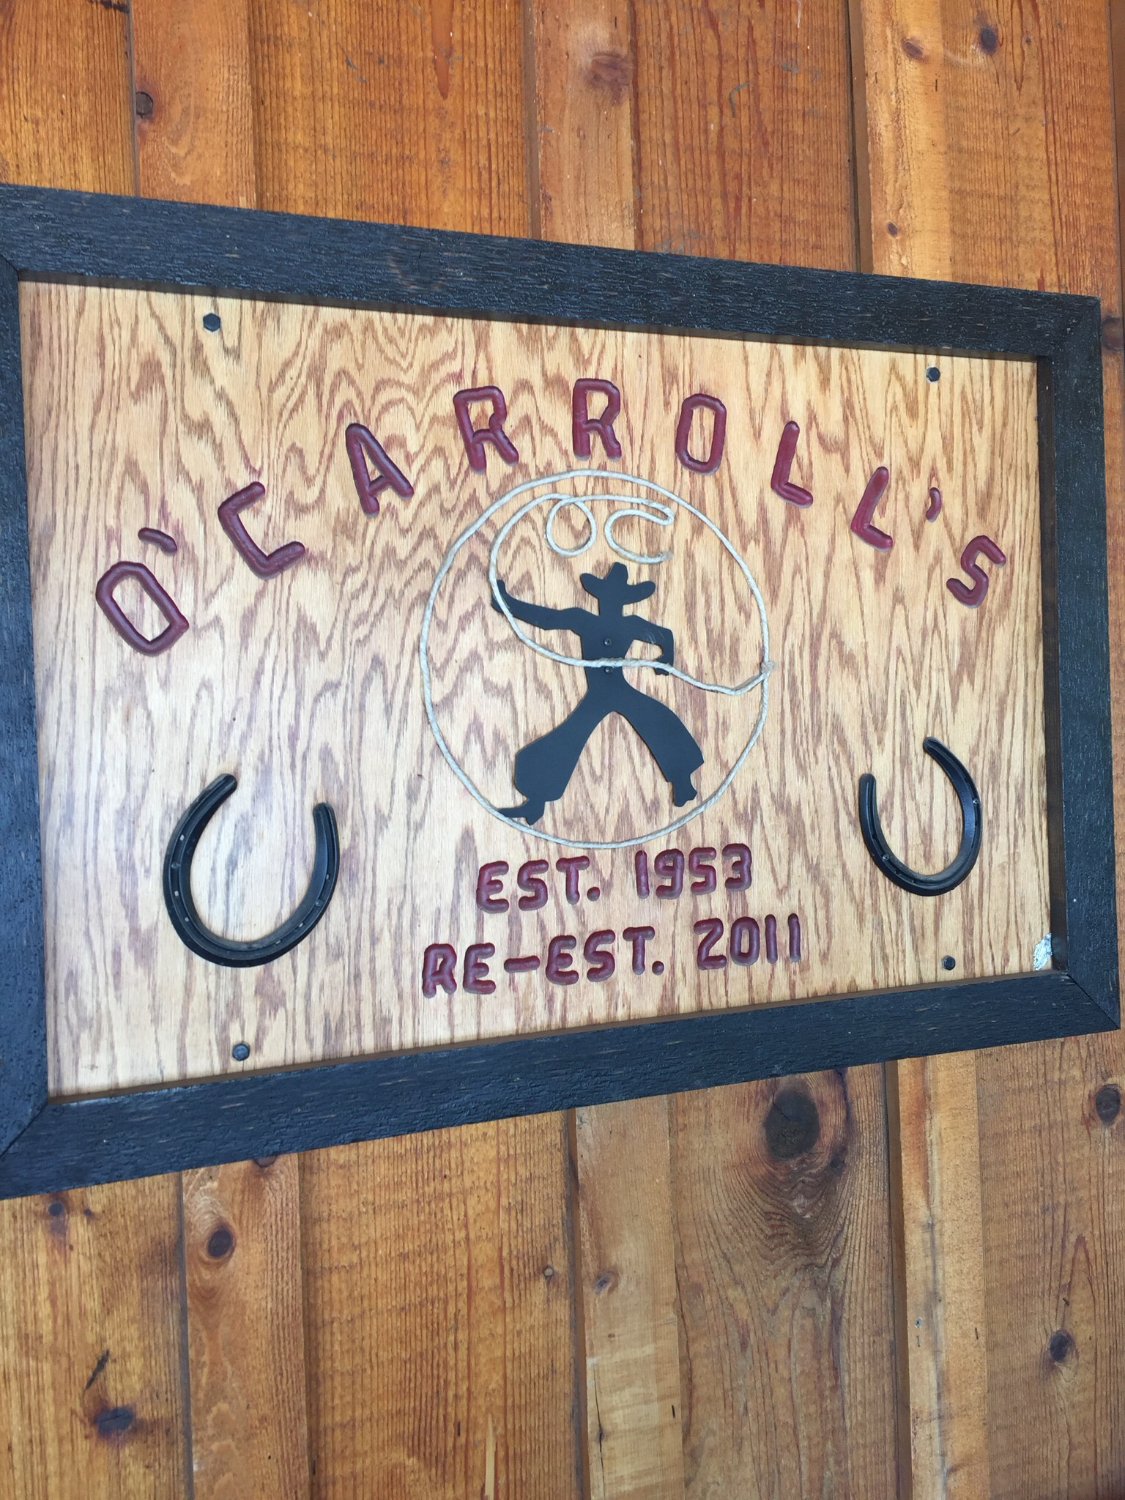 O'CARROLL'S
OC
EST. 1953
RE-EST. 2011